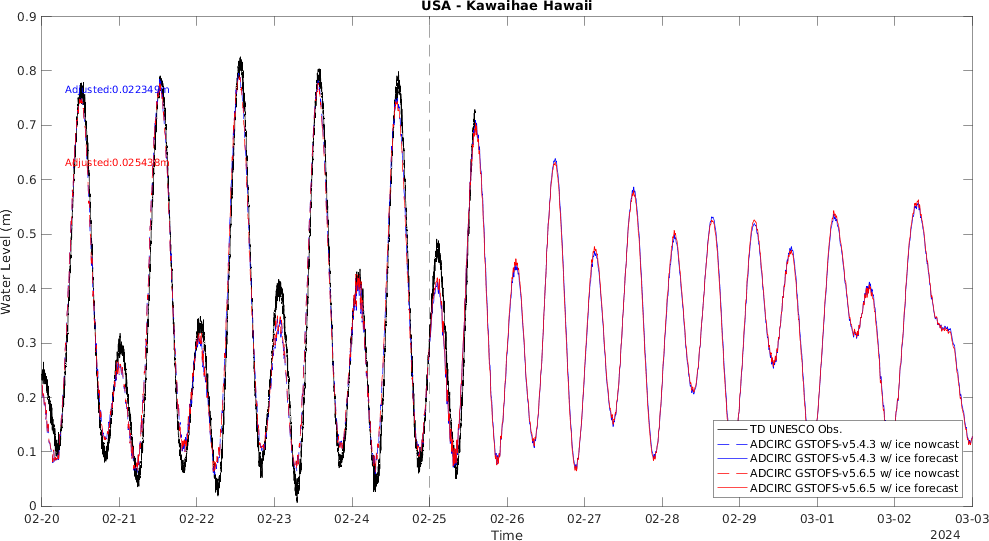 USA - Kawaihae Hawaii
0.9
0.8
0.7
0.6
0.5
0.4
0.3
0.2
0.1
0
Water Level (m)
Adjusted:0.022349m
Adjusted:0.025438m
TD UNESCO Obs.
ADCIRC GSTOFS-v5.4.3 w/ ice nowcast
ADCIRC GSTOFS-v5.4.3 w/ ice forecast
ADCIRC GSTOFS-v5.6.5 w/ ice nowcast
ADCIRC GSTOFS-v5.6.5 w/ ice forecast
02-20 02-21 02-22 02-23 02-24 02-25 02-26 02-27 02-28 02-29 03-01 03-02 03-03
Time
2024